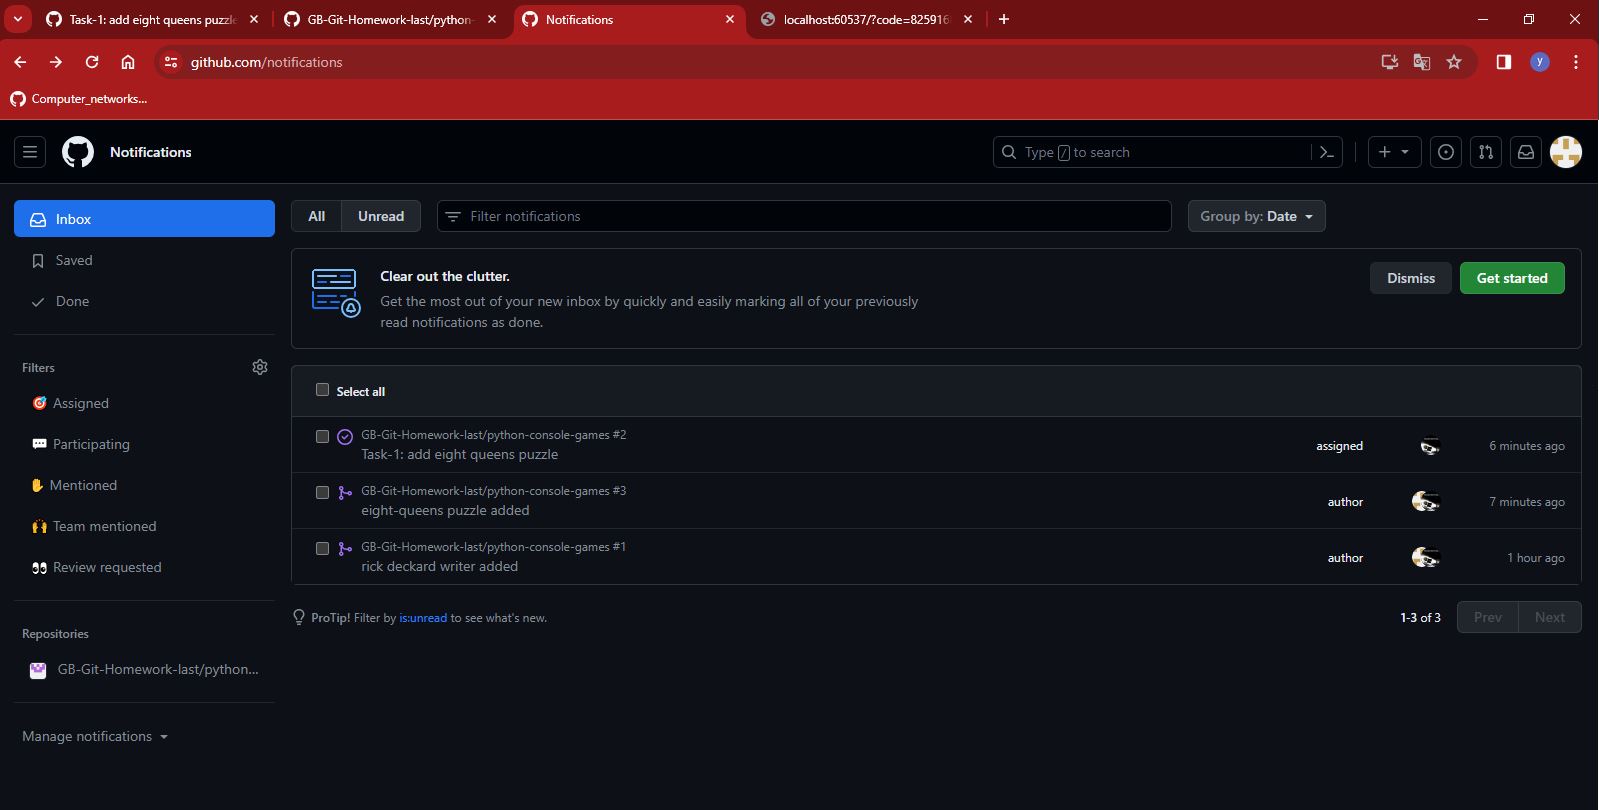 Task-1: add eight queens puzzle
GB-Git-Homework-last/python-
Notifications
localhost:60537/?code=825916
github.com/notifications
y
Computer_networks...
Notifications
Type / to search
Inbox
Saved
Done
Filters
Assigned
Participating
Mentioned
Team mentioned
Review requested
Repositories
GB-Git-Homework-last/python...
Manage notifications
All
Unread
Filter notifications
Group by: Date
Clear out the clutter.
Get the most out of your new inbox by quickly and easily marking all of your previously
read notifications as done.
Dismiss
Get started
Select all
GB-Git-Homework-last/python-console-games #2
Task-1: add eight queens puzzle
assigned
6 minutes ago
GB-Git-Homework-last/python-console-games #3
eight-queens puzzle added
author
7 minutes ago
GB-Git-Homework-last/python-console-games #1
rick deckard writer added
author
1 hour ago
ProTip! Filter by is:unread to see what's new.
1-3 of 3
Prev
Next